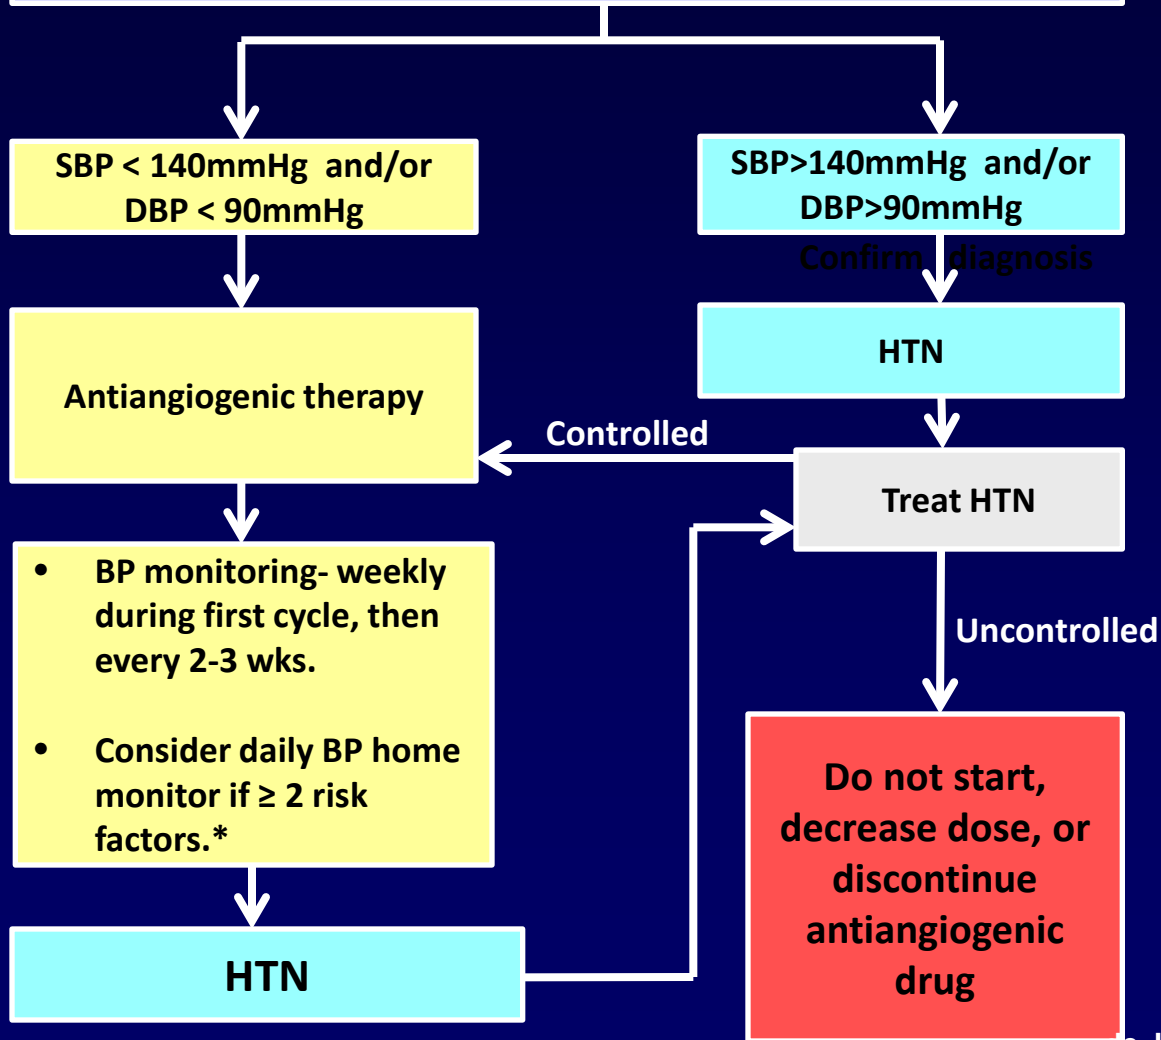 SBP < 140mmHg and/or
DBP < 90mmHg
SBP>140mmHg and/or
DBP>90mmHg
Confirm diagnosis
HTN
Antiangiogenic therapy
Controlled
Treat HTN
• BP monitoring- weekly
during first cycle, then
every 2-3 wks.
• Consider daily BP home
monitor if ≥ 2 risk
factors.*
Uncontrolled
Do not start,
decrease dose, or
discontinue
antiangiogenic
drug
HTN